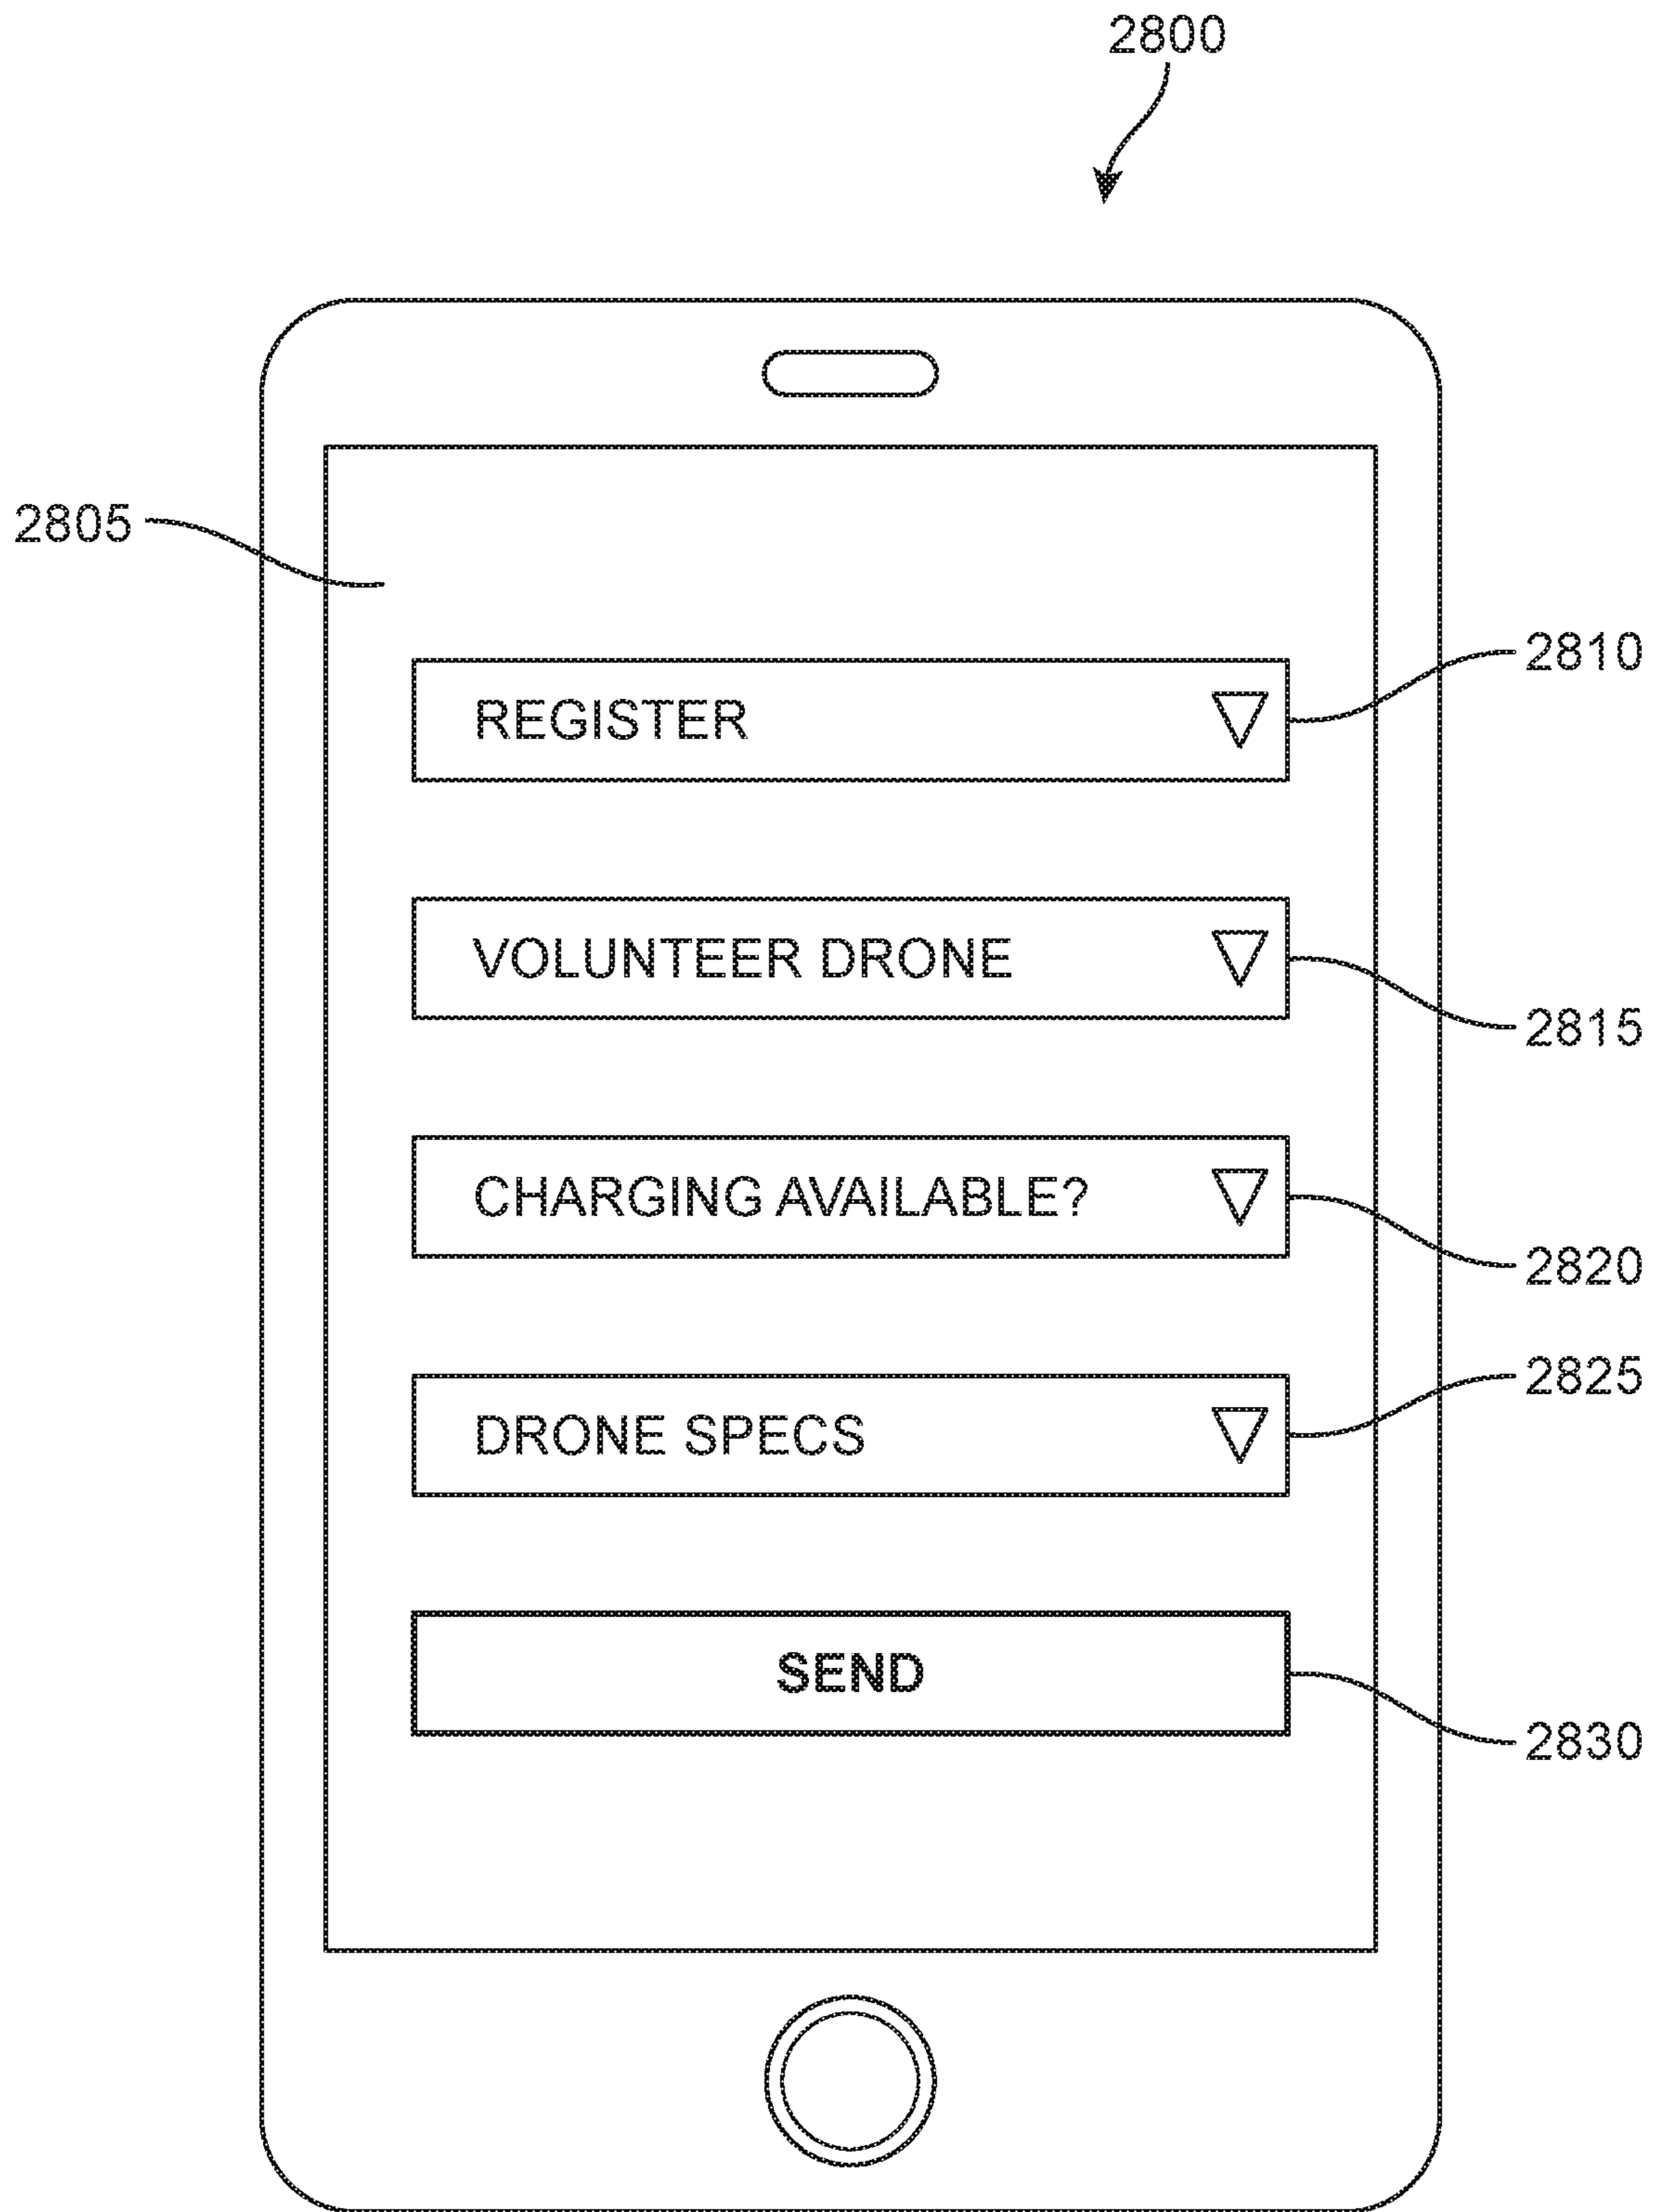 2800
2805
2810
REGISTER
VOLUNTEER DRONE
2815
CHARGING AVAILABLE?
2820
2825
DRONE SPECS
SEND
2830